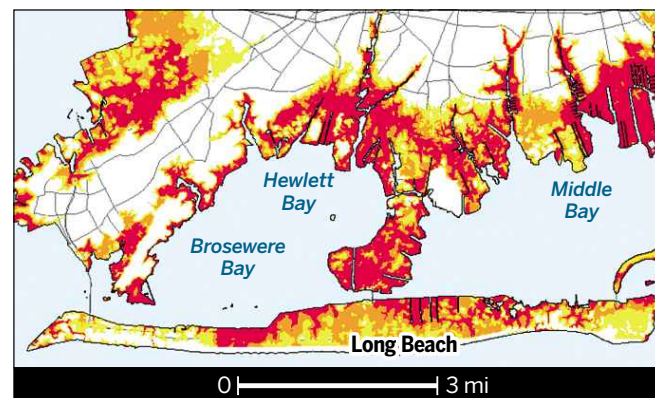 Hewlett
Bay
Middle
Bay
Brosewere
Bay
Long Beach
0 3 mi